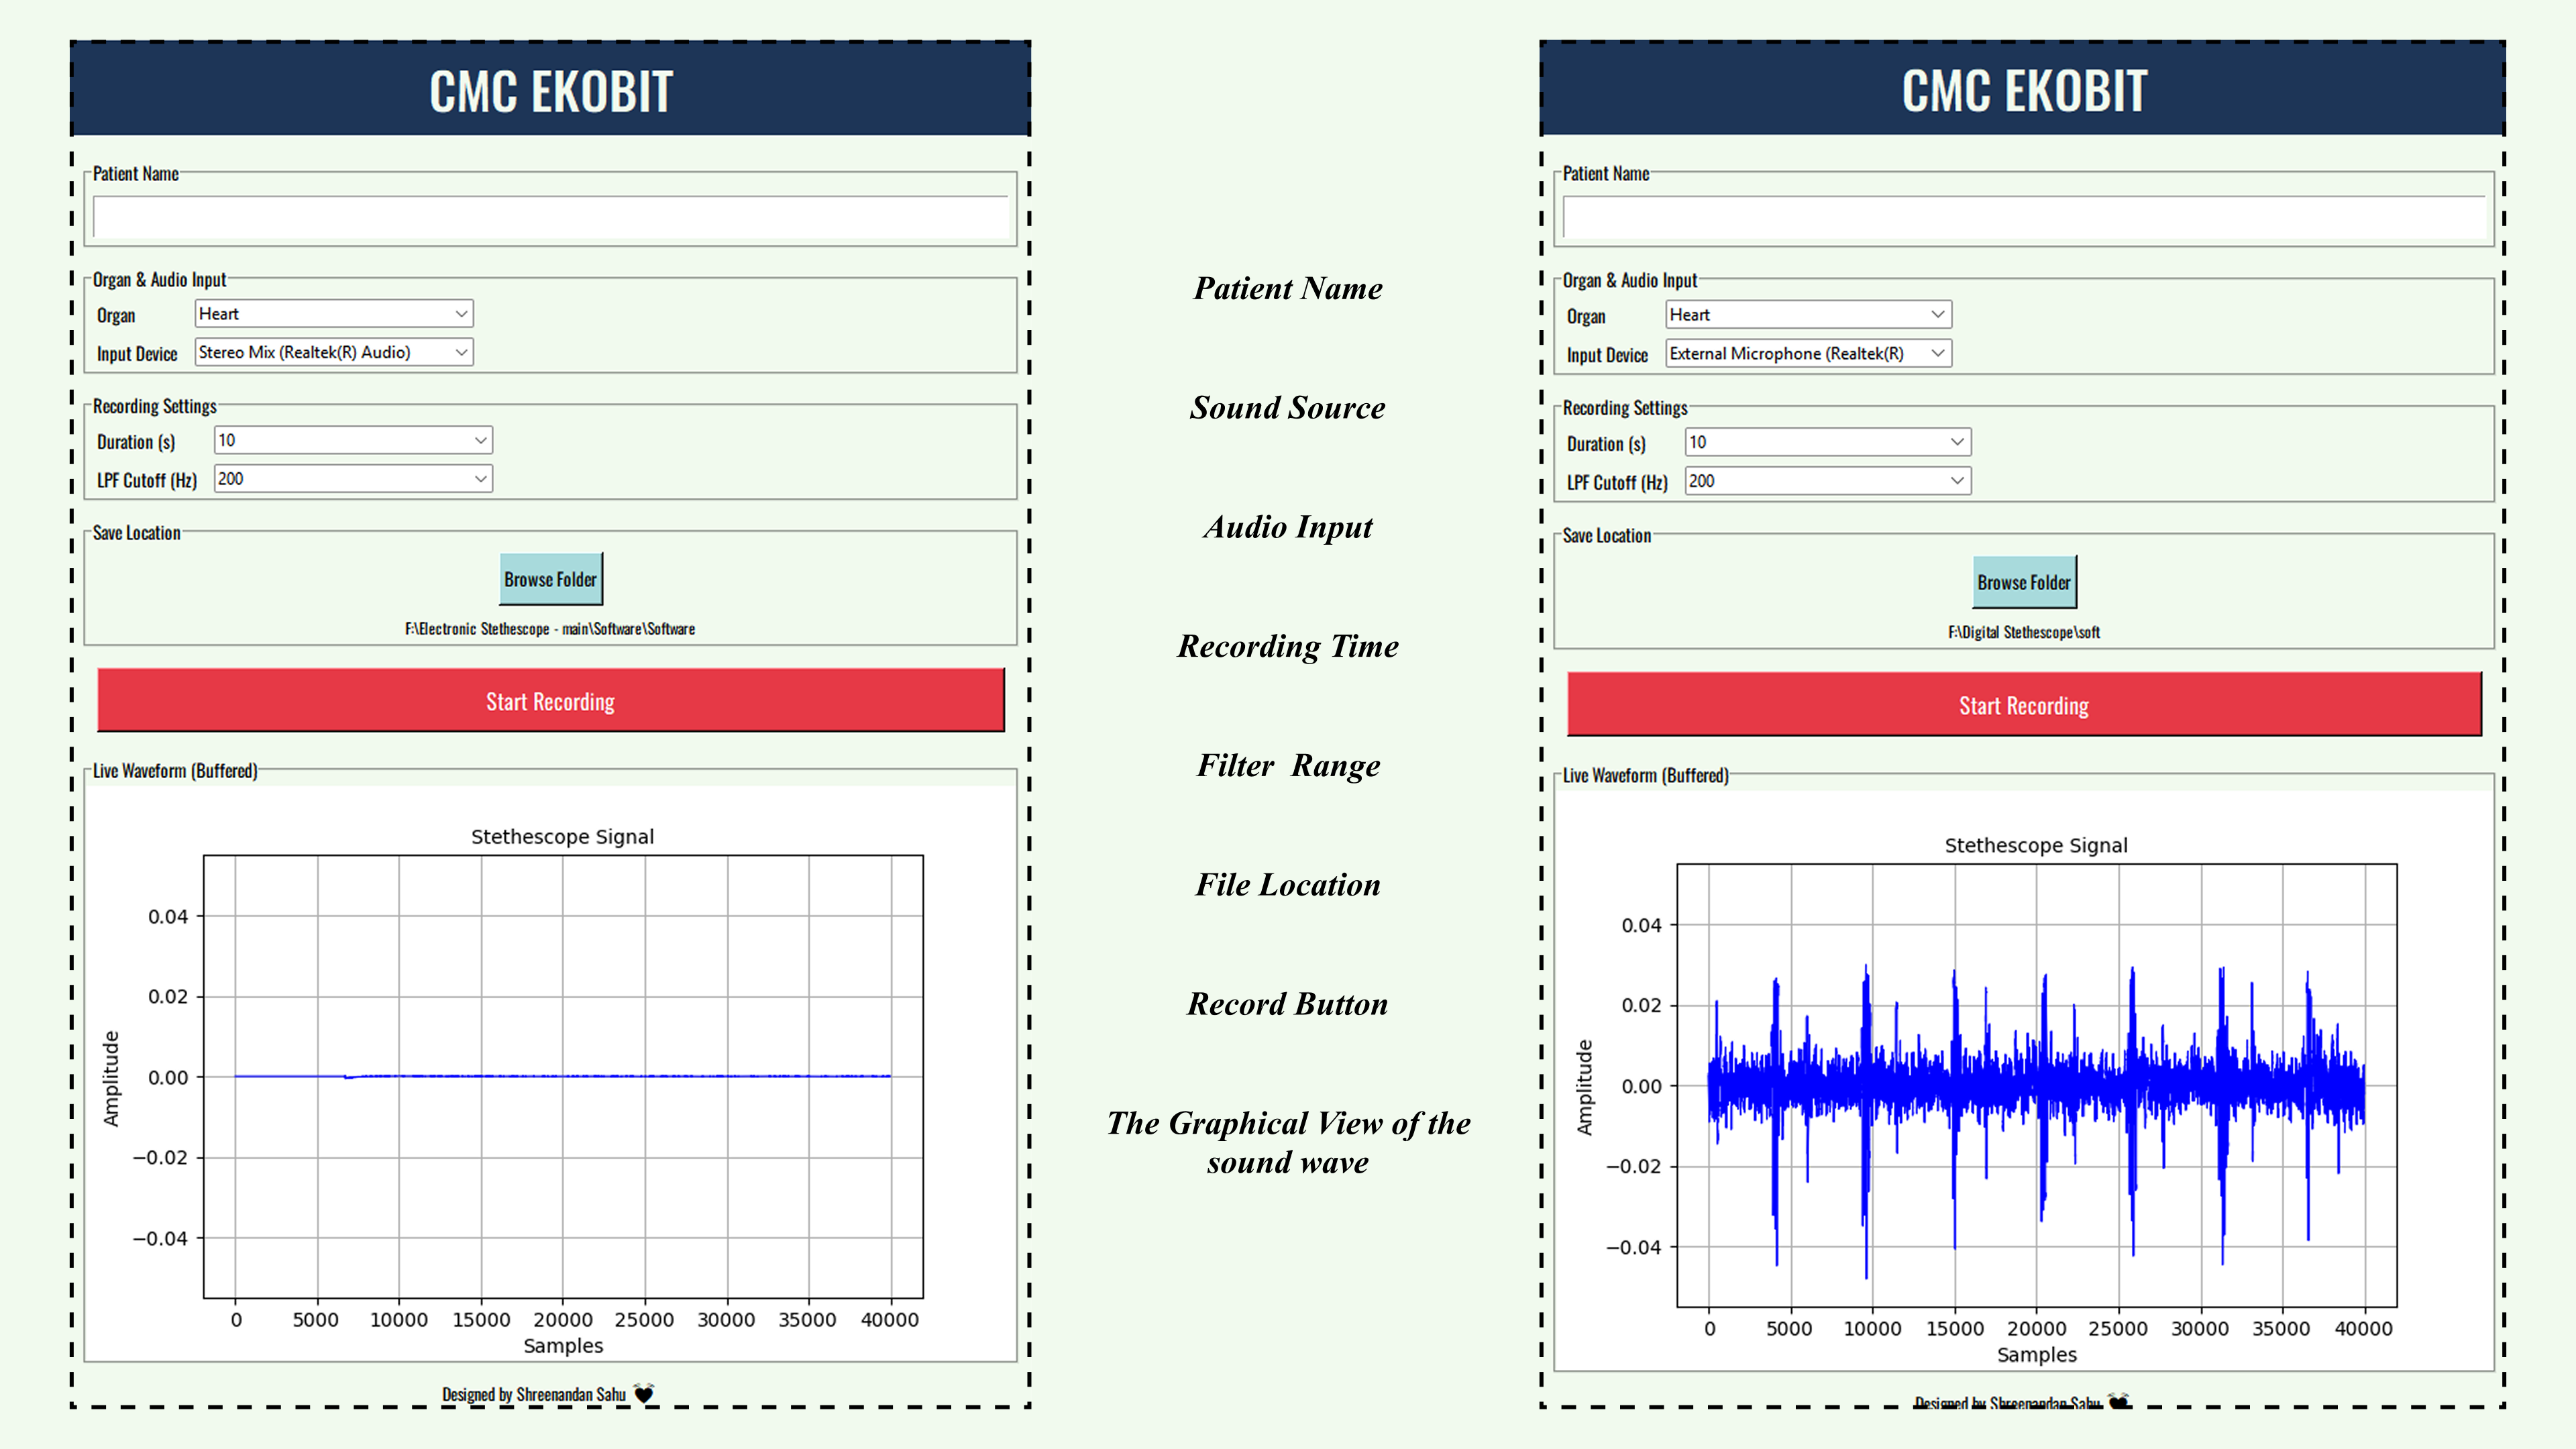 CMC EKOBIT
Patient Name
Organ & Audio Input
Organ
Heart
Input Device
Stereo Mix (Realtek(R) Audio)
Recording Settings
Duration (s)
10
LPF Cutoff (Hz)
200
Save Location
Browse Folder
F:\Electronic Stethescope - main\Software\Software
Start Recording
Live Waveform (Buffered)
Stethescope Signal
0.04
0.02
0.00
−0.02
−0.04
Amplitude
0 5000 10000 15000 20000 25000 30000 35000 40000
Samples
Designed by Shreenandan Sahu
Patient Name
Sound Source
Audio Input
Recording Time
Filter Range
File Location
Record Button
The Graphical View of the
sound wave
CMC EKOBIT
Patient Name
Organ & Audio Input
Organ
Heart
Input Device
External Microphone (Realtek(R)
Recording Settings
Duration (s)
10
LPF Cutoff (Hz)
200
Save Location
Browse Folder
F:\Digital Stethescope\soft
Start Recording
Live Waveform (Buffered)
Stethescope Signal
0.04
0.02
0.00
−0.02
−0.04
Amplitude
0 5000 10000 15000 20000 25000 30000 35000 40000
Samples
Designed by Shreenandan Sahu